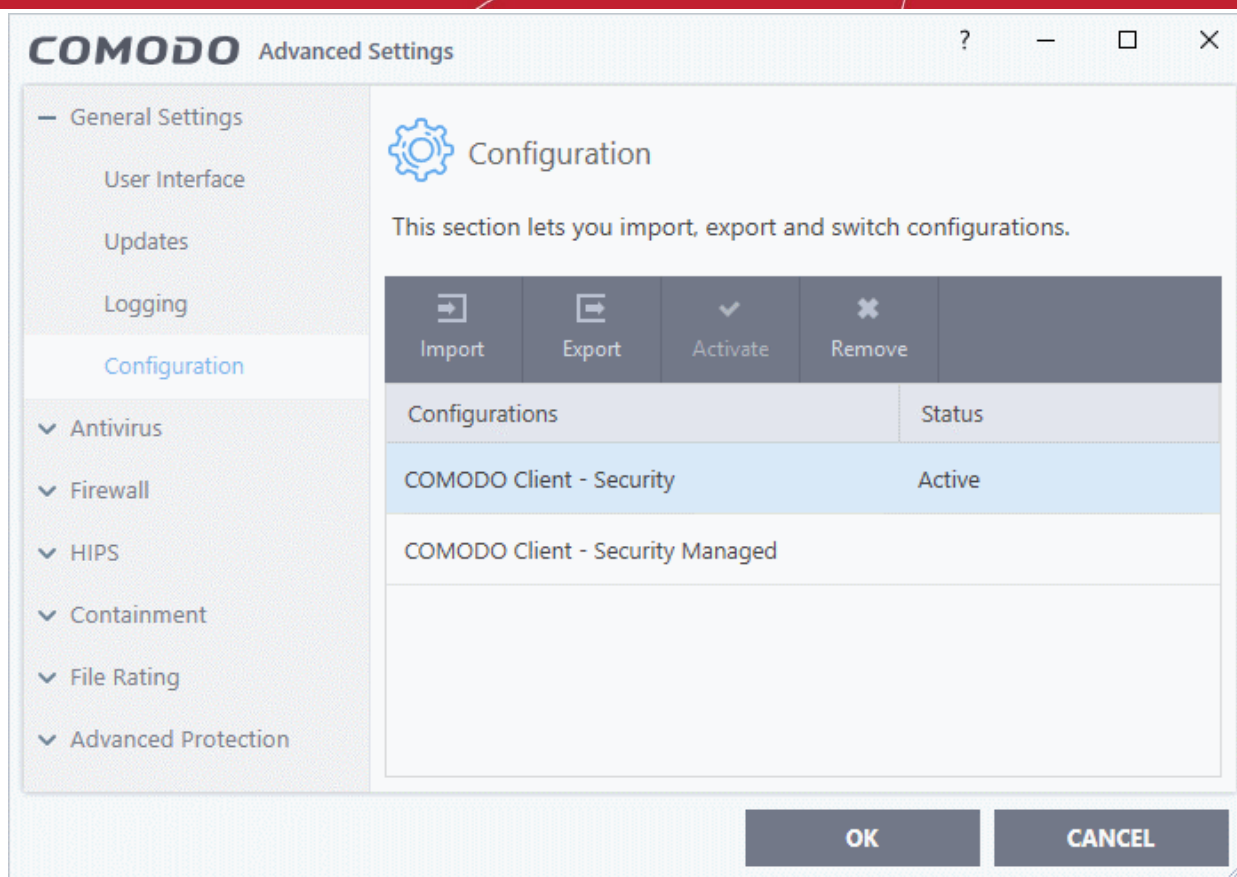 COMODO Advanced Settings ?
General Settings
User Interface
Updates
Logging
Configuration
Antivirus
Firewall
HIPS
Containment
File Rating
Advanced Protection
Configuration
This section lets you import, export and switch configurations.
Import Export Activate Remove
Configurations Status
COMODO Client - Security Active
COMODO Client - Security Managed
OK CANCEL